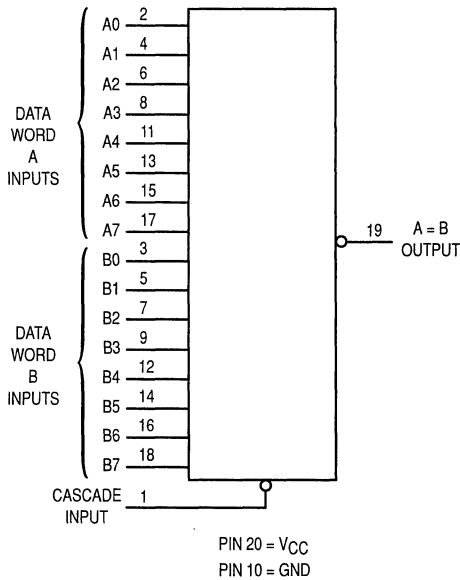 A0 2
A1 4
A2 6
A3 8
A4 11
A5 13
A6 15
A7 17
DATA
WORD
A
INPUTS
B0 3
B1 5
B2 7
B3 9
B4 12
B5 14
B6 16
B7 18
DATA
WORD
B
INPUTS
19 A = B
OUTPUT
CASCADE 1
INPUT
PIN 20 = VCC
PIN 10 = GND